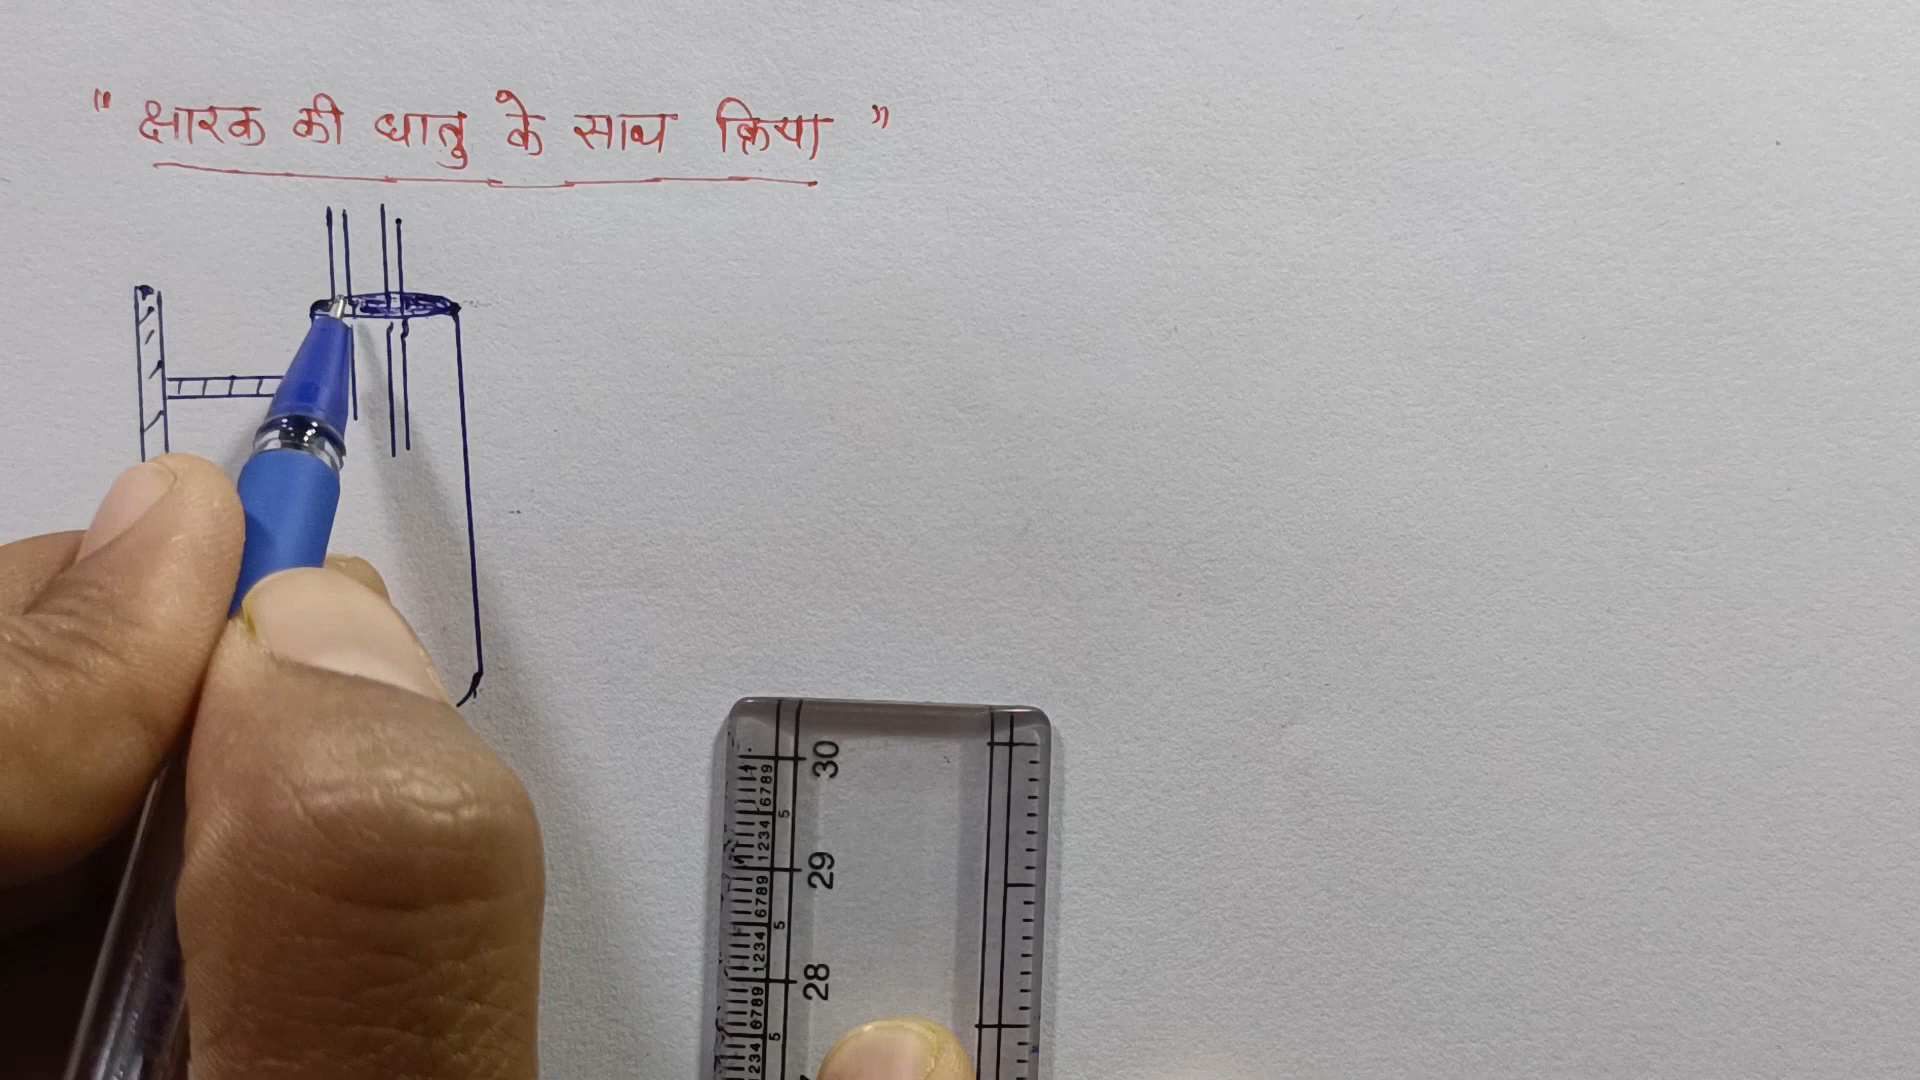 " क्षारक की धातु के साथ क्रिया "
30
29
28